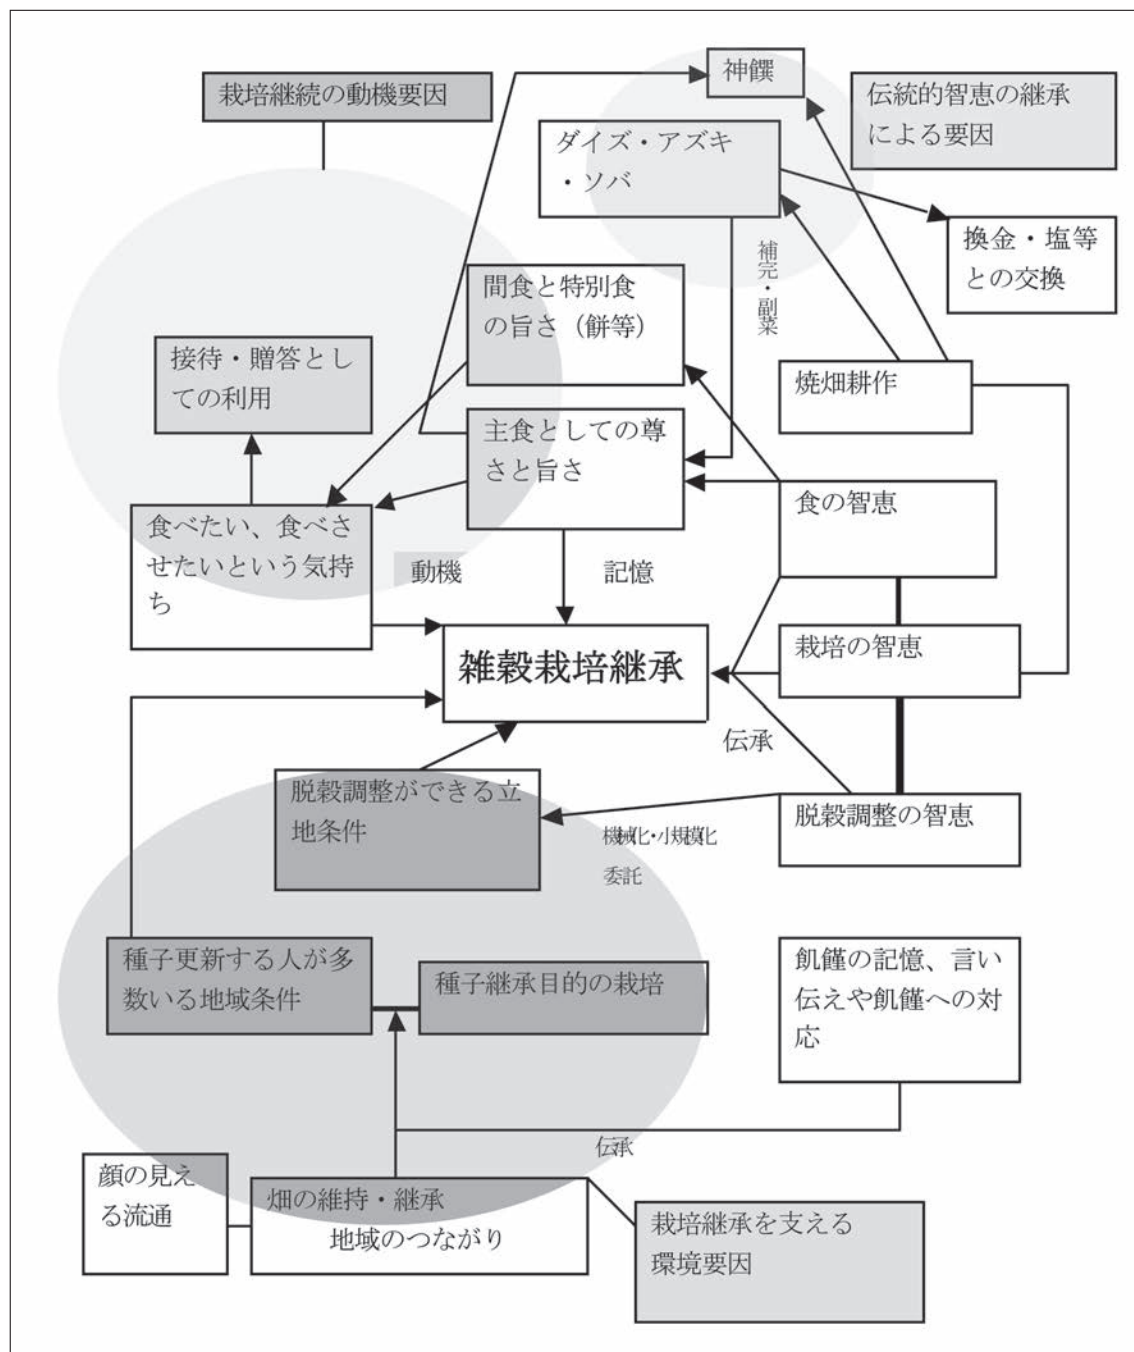 神饌
栽培継続の動機要因
伝統的智恵の継承
による要因
ダイズ・アズキ
・ソバ
換金・塩等
との交換
補完・副菜
間食と特別食
の旨さ（餅等）
接待・贈答とし
ての利用
焼畑耕作
主食としての尊
さと旨さ
食の智恵
食べたい、食べさ
せたいという気持
ち
動機
記憶
雑穀栽培継承
栽培の智恵
伝承
脱穀調整ができる立
地条件
脱穀調整の智恵
機械化・小規模化
委託
種子更新する人が多
数いる地域条件
種子継承目的の栽培
飢饉の記憶、言い
伝えや飢饉への対
応
伝承
顔の見え
る流通
畑の維持・継承
地域のつながり
栽培継承を支える
環境要因